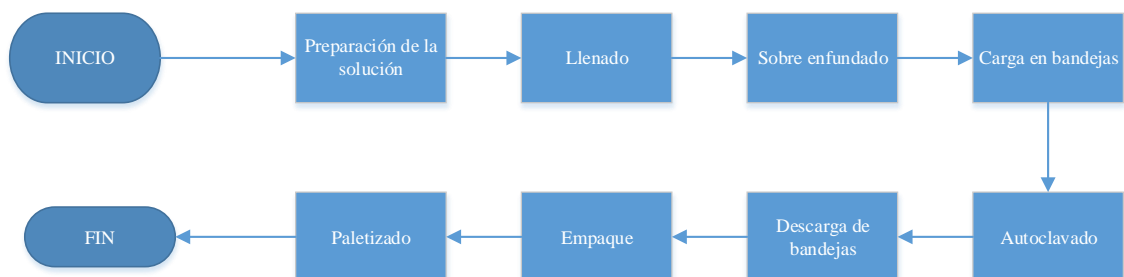 INICIO
Preparación de la
solución
Llenado
Sobre enfundado
Carga en bandejas
Autoclavado
Descarga de
bandejas
Empaque
Paletizado
FIN